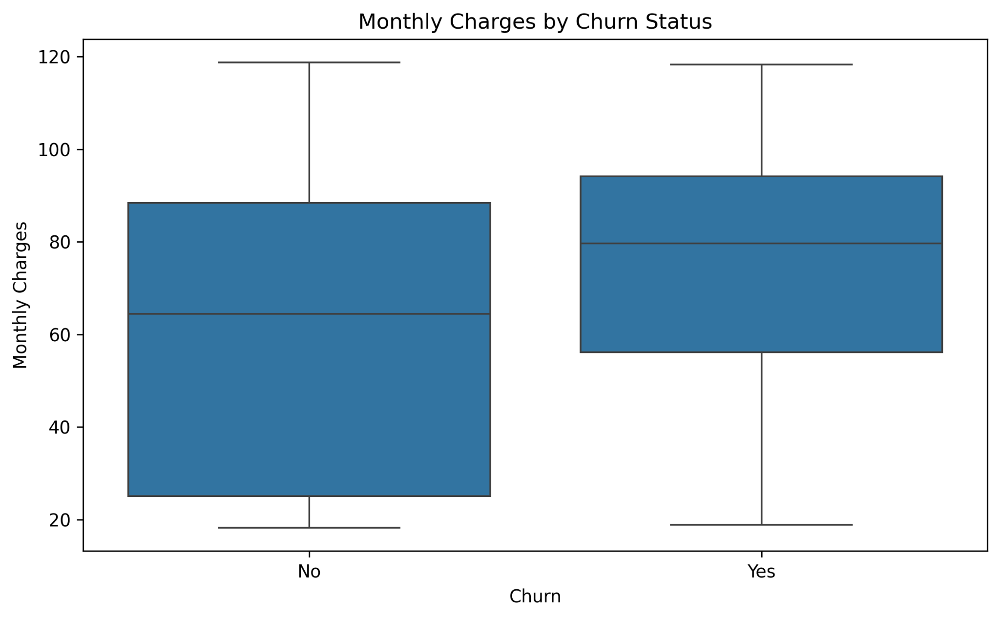 Monthly Charges by Churn Status
120
100
80
60
40
20
Monthly Charges
No
Yes
Churn